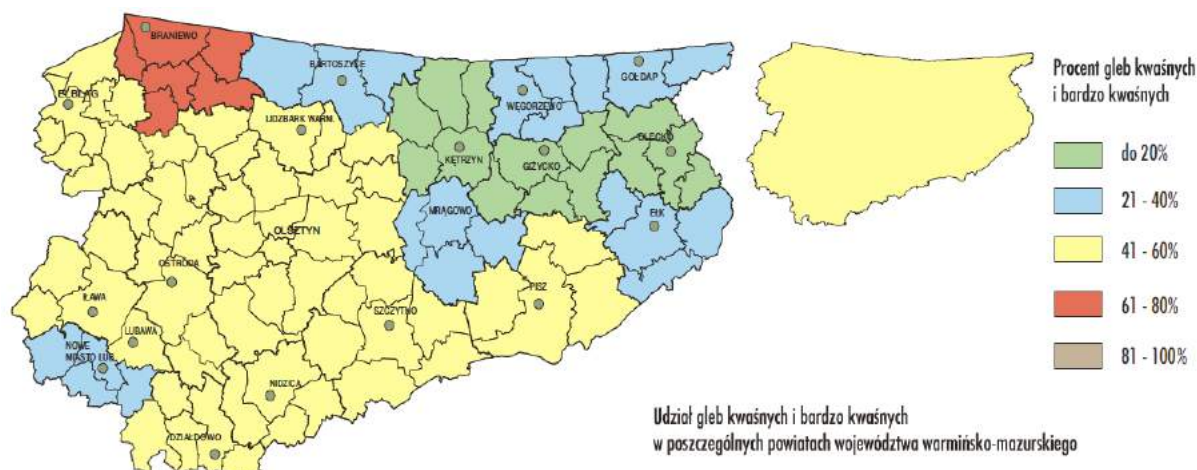 BRANIEWO
BARTOSZYCE
GOŁDAP
ELBLĄG
WĘGORZEWO
LIDZBARK WARM.
OLECKO
KĘTRZYN
GIŻYCKO
MRĄGOWO
EŁK
OLSZTYN
OSTRÓDA
PISZ
IŁAWA
SZCZYTNO
LUBAWA
NOWE
MIASTO LUB.
NIDZICA
DZIAŁDOWO
Procent gleb kwaśnych
i bardzo kwaśnych
do 20%
21 - 40%
41 - 60%
61 - 80%
81 - 100%
Udział gleb kwaśnych i bardzo kwaśnych
w poszczególnych powiatach województwa warmińsko-mazurskiego